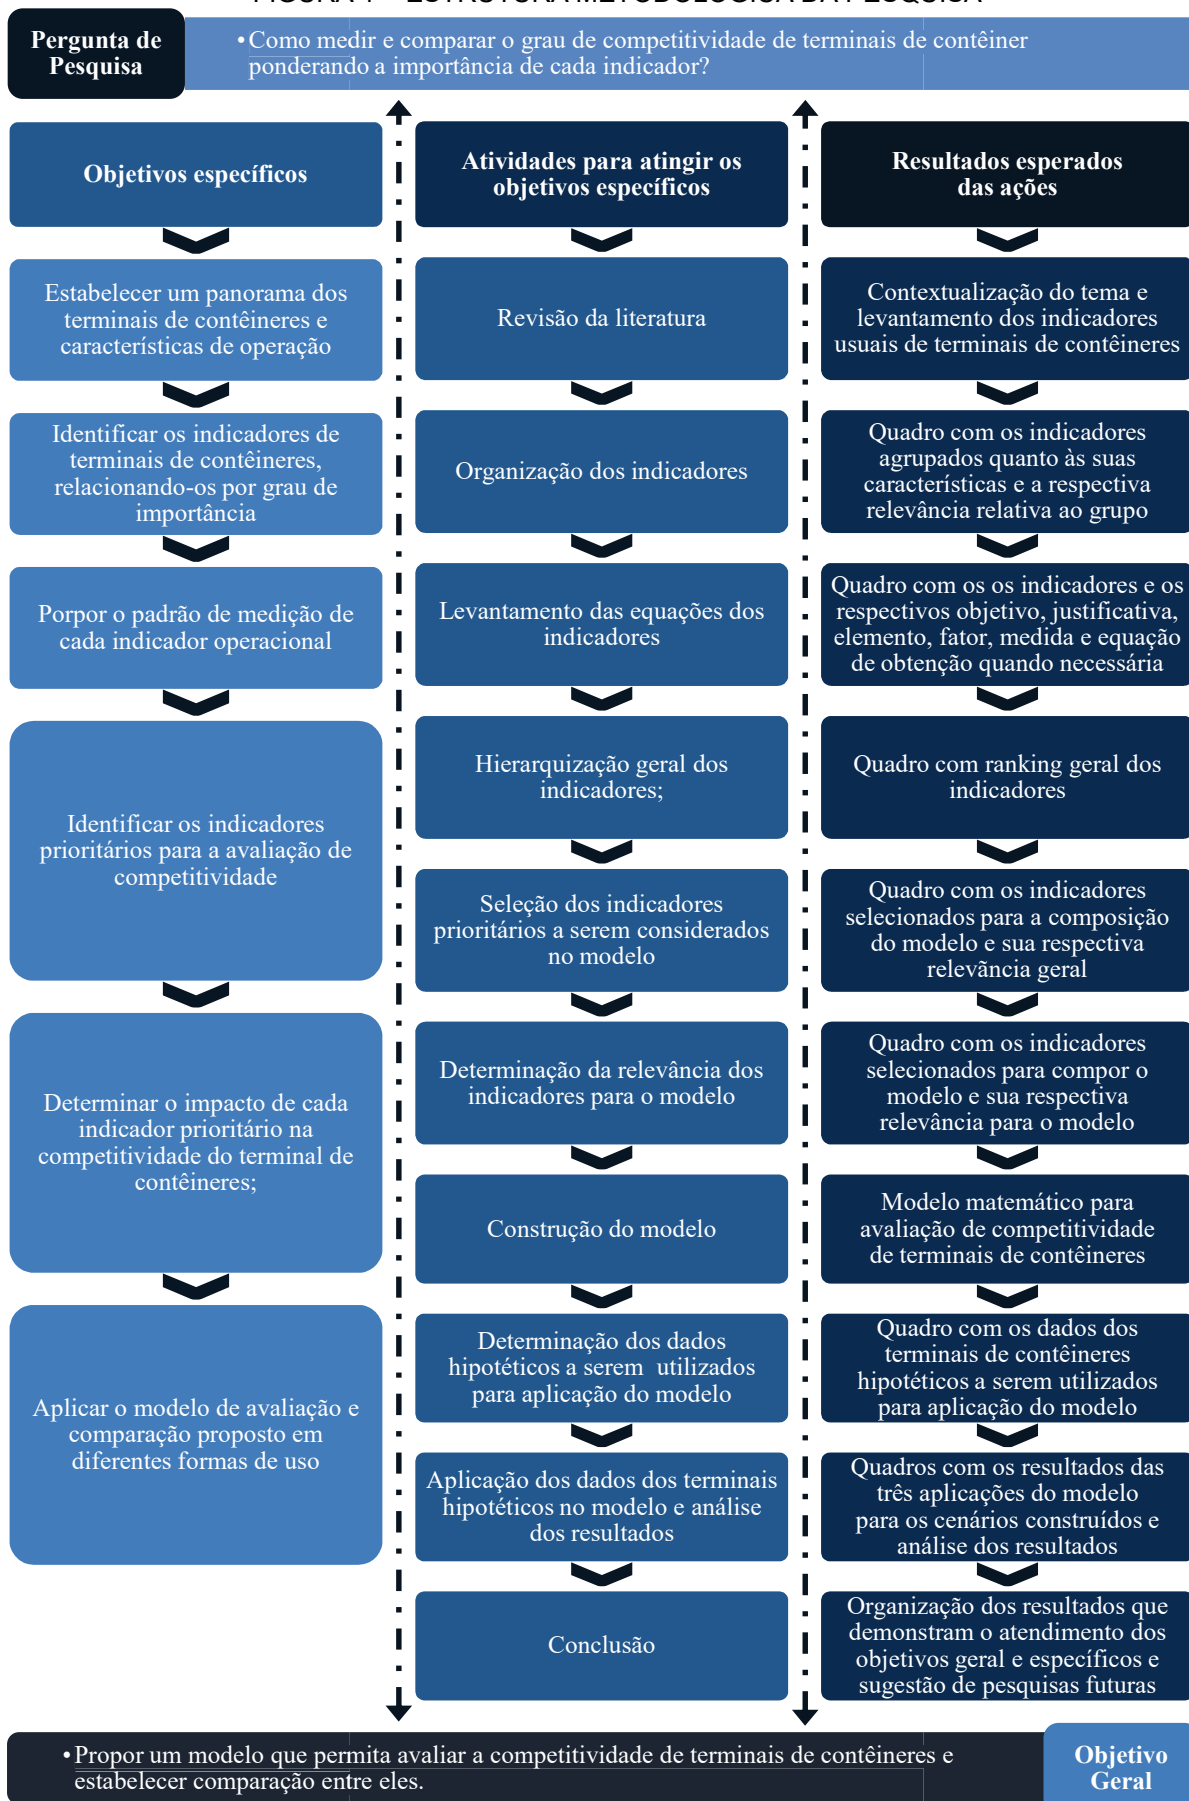 FIGURA 1 – ESTRUTURA METODOLÓGICA DA PESQUISA
Pergunta de
Pesquisa
• Como medir e comparar o grau de competitividade de terminais de contêiner
ponderando a importância de cada indicador?
Objetivos específicos
Estabelecer um panorama dos
terminais de contêineres e
características de operação
Identificar os indicadores de
terminais de contêineres,
relacionando-os por grau de
importância
Porpor o padrão de medição de
cada indicador operacional
Identificar os indicadores
prioritários para a avaliação de
competitividade
Determinar o impacto de cada
indicador prioritário na
competitividade do terminal de
contêineres;
Aplicar o modelo de avaliação e
comparação proposto em
diferentes formas de uso
Atividades para atingir os
objetivos específicos
Revisão da literatura
Organização dos indicadores
Levantamento das equações dos
indicadores
Hierarquização geral dos
indicadores;
Seleção dos indicadores
prioritários a serem considerados
no modelo
Determinação da relevância dos
indicadores para o modelo
Construção do modelo
Determinação dos dados
hipotéticos a serem utilizados
para aplicação do modelo
Aplicação dos dados dos terminais
hipotéticos no modelo e análise
dos resultados
Conclusão
Resultados esperados
das ações
Contextualização do tema e
levantamento dos indicadores
usuais de terminais de contêineres
Quadro com os indicadores
agrupados quanto às suas
características e a respectiva
relevância relativa ao grupo
Quadro com os os indicadores e os
respectivos objetivo, justificativa,
elemento, fator, medida e equação
de obtenção quando necessária
Quadro com ranking geral dos
indicadores
Quadro com os indicadores
selecionados para a composição
do modelo e sua respectiva
relevãncia geral
Quadro com os indicadores
selecionados para compor o
modelo e sua respectiva
relevância para o modelo
Modelo matemático para
avaliação de competitividade
de terminais de contêineres
Quadro com os dados dos
terminais de contêineres
hipotéticos a serem utilizados
para aplicação do modelo
Quadros com os resultados das
três aplicações do modelo
para os cenários construídos e
análise dos resultados
Organização dos resultados que
demonstram o atendimento dos
objetivos geral e específicos e
sugestão de pesquisas futuras
• Propor um modelo que permita avaliar a competitividade de terminais de contêineres e
estabelecer comparação entre eles.
Objetivo
Geral